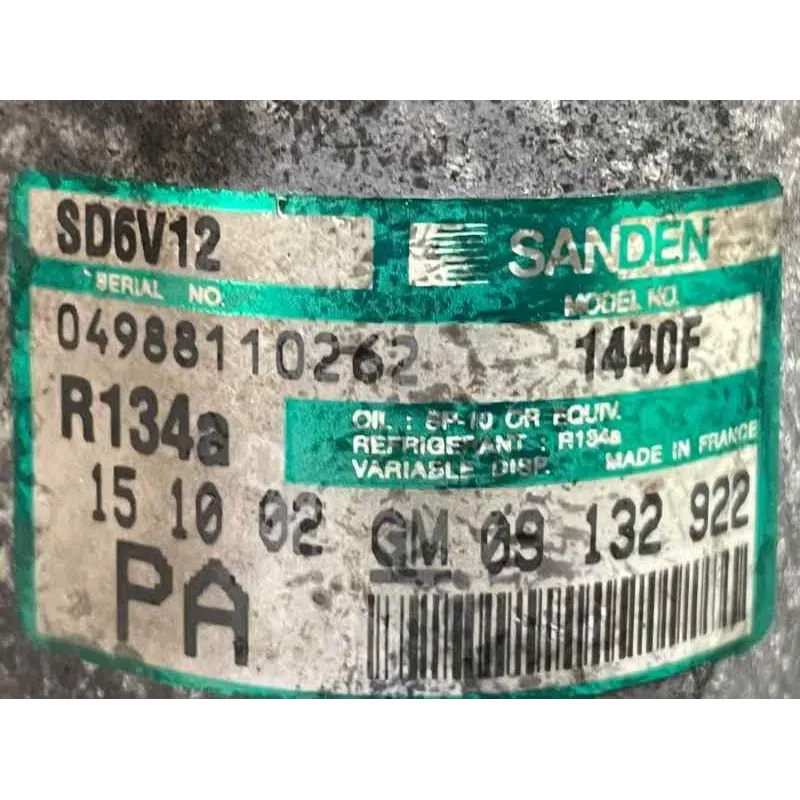 SD6V12 SANDEN
SERIAL NO. MODEL NO.
04988110262 1440F
R134a
OIL : SP-10 OR EQUIV.
REFRIGERANT : R134a
VARIABLE DISP. MADE IN FRANCE
15 10 02 GM 09 132 922
PA